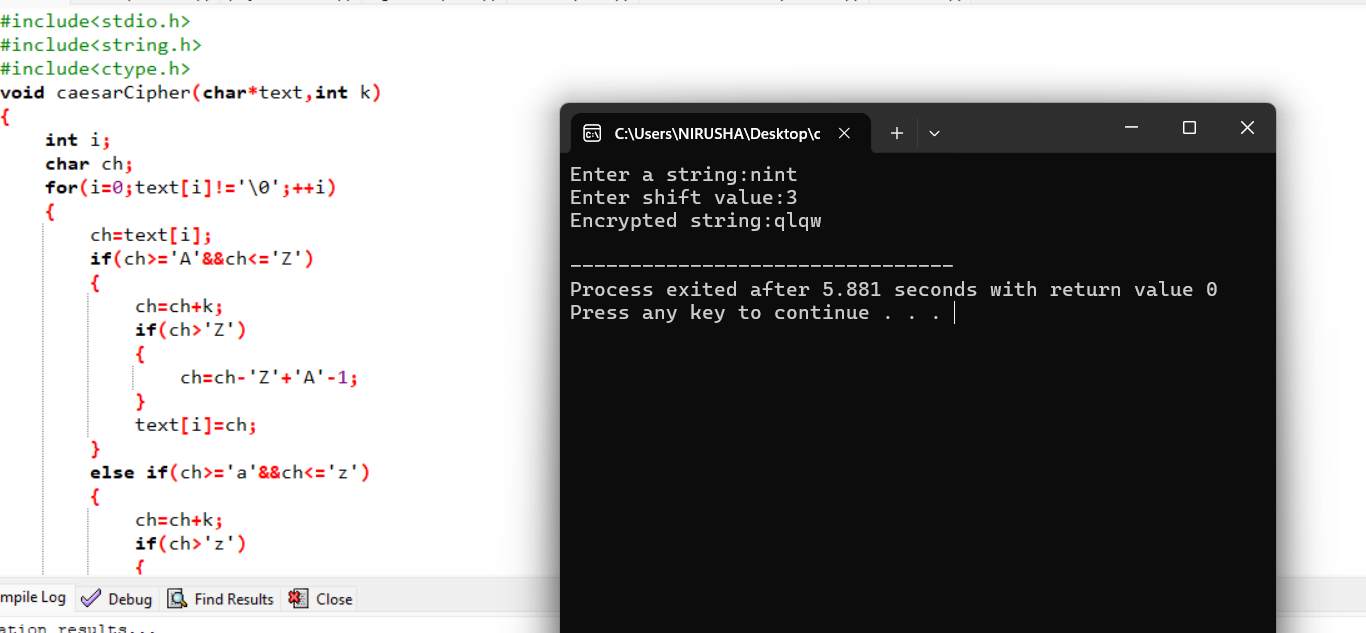 #include<stdio.h>
#include<string.h>
#include<ctype.h>
void caesarCipher(char*text,int k)
{
    int i;
    char ch;
    for(i=0;text[i]!='\0';++i)
    {
        ch=text[i];
        if(ch>='A'&&ch<='Z')
        {
            ch=ch+k;
            if(ch>'Z')
            {
                ch=ch-'Z'+'A'-1;
            }
            text[i]=ch;
        }
        else if(ch>='a'&&ch<='z')
        {
            ch=ch+k;
            if(ch>'z')
            {
C:\Users\NIRUSHA\Desktop\c
Enter a string:nint
Enter shift value:3
Encrypted string:qlqw
--------------------------------
Process exited after 5.881 seconds with return value 0
Press any key to continue . . .
mpile Log Debug Find Results Close
ation results...